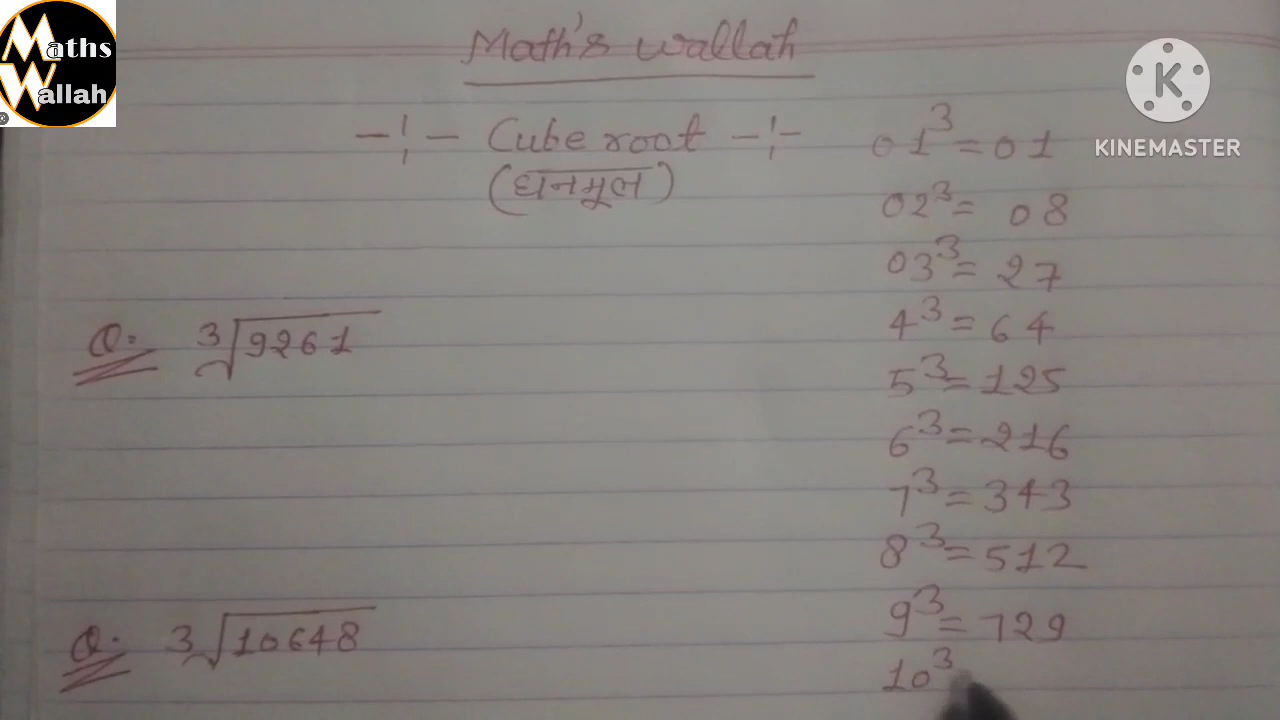 Maths
Wallah
©
KINEMASTER
Math's wallah
Cube root
(घनमूल)
01³ = 01
02³ = 08
03³ = 27
4³ = 64
5³ = 125
6³ = 216
7³ = 343
8³ = 512
9³ = 729
10³
Q. ³√9261
Q. ³√10648